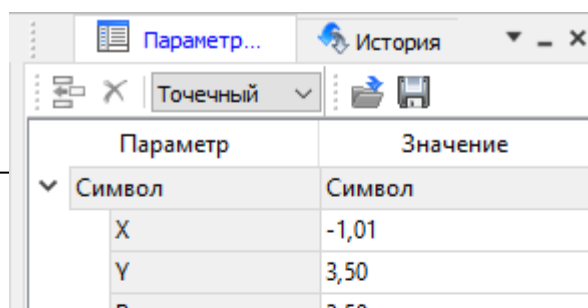 Параметр... История
Точечный
Параметр Значение
Символ Символ
X -1,01
Y 3,50